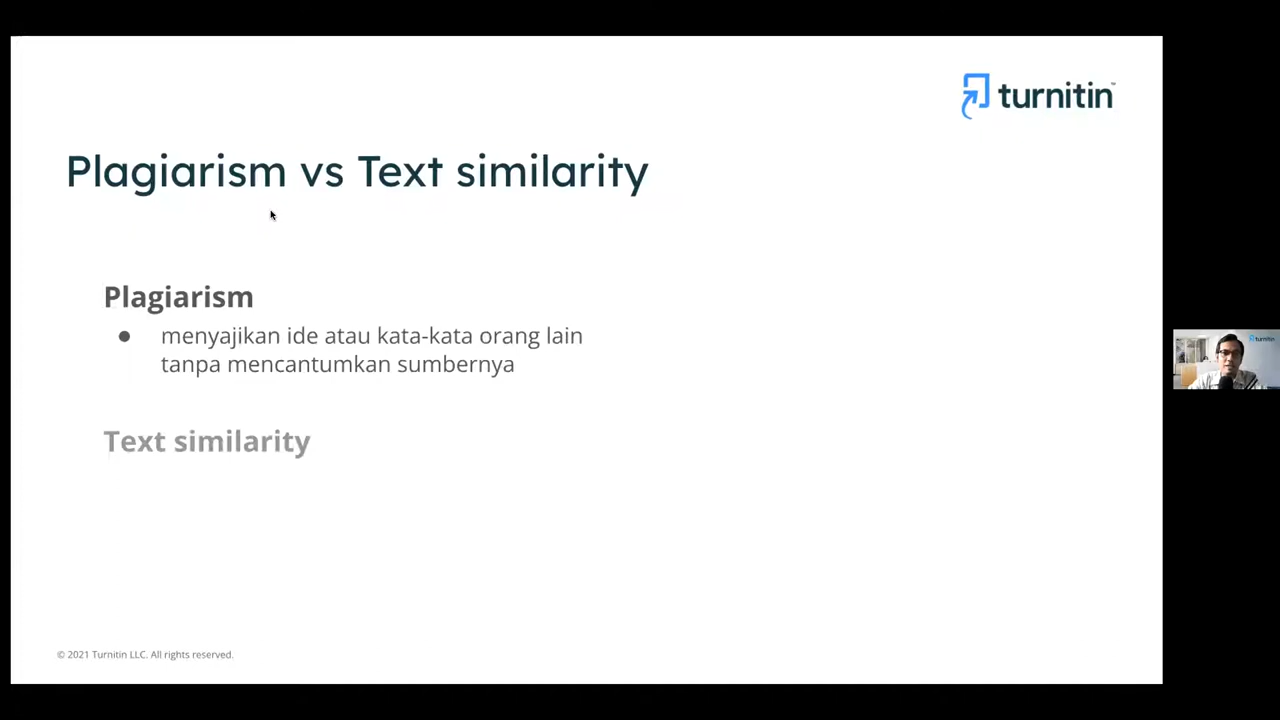 turnitin
Plagiarism vs Text similarity
Plagiarism
● menyajikan ide atau kata-kata orang lain
tanpa mencantumkan sumbernya
Text similarity
© 2021 Turnitin LLC. All rights reserved.
turnitin